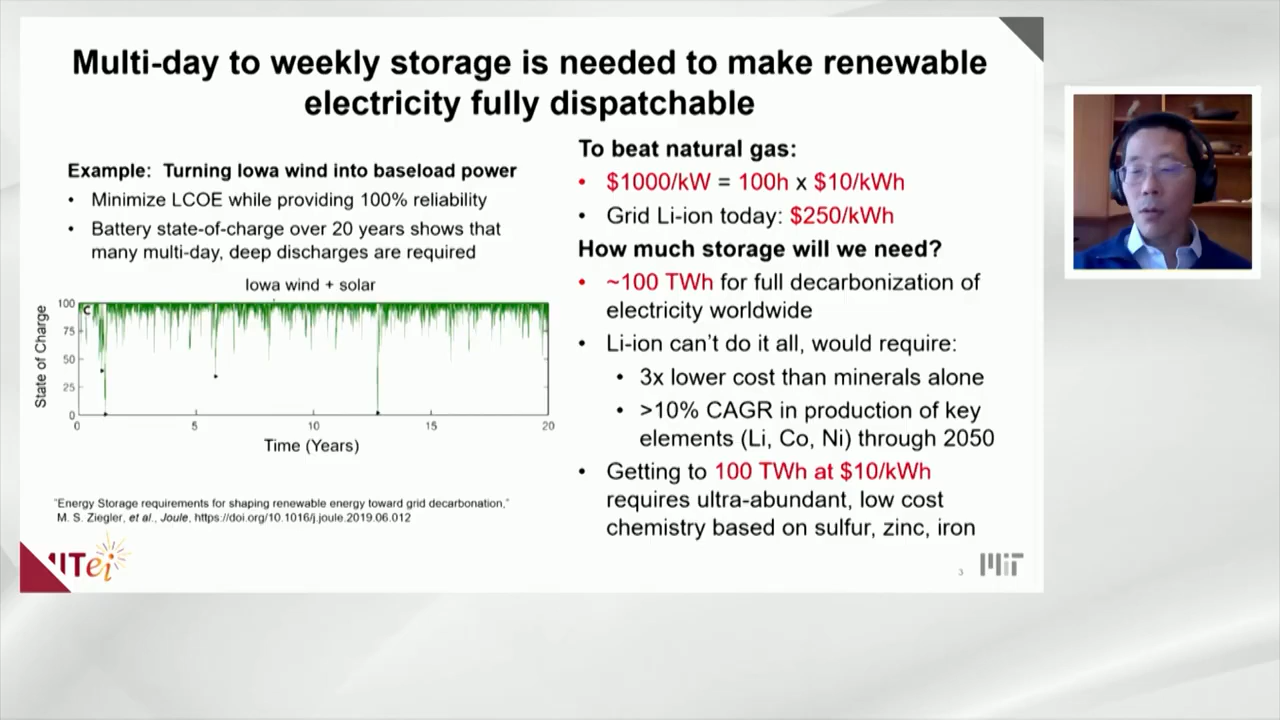 Multi-day to weekly storage is needed to make renewable
electricity fully dispatchable
Example: Turning Iowa wind into baseload power
• Minimize LCOE while providing 100% reliability
• Battery state-of-charge over 20 years shows that
many multi-day, deep discharges are required
Iowa wind + solar
State of Charge
100
75
50
25
0
C
0
5
10
15
20
Time (Years)
"Energy Storage requirements for shaping renewable energy toward grid decarbonation,"
M. S. Ziegler, et al., Joule, https://doi.org/10.1016/j.joule.2019.06.012
To beat natural gas:
• $1000/kW = 100h x $10/kWh
• Grid Li-ion today: $250/kWh
How much storage will we need?
• ~100 TWh for full decarbonization of
electricity worldwide
• Li-ion can't do it all, would require:
• 3x lower cost than minerals alone
• >10% CAGR in production of key
elements (Li, Co, Ni) through 2050
• Getting to 100 TWh at $10/kWh
requires ultra-abundant, low cost
chemistry based on sulfur, zinc, iron
MITei
3
MIT